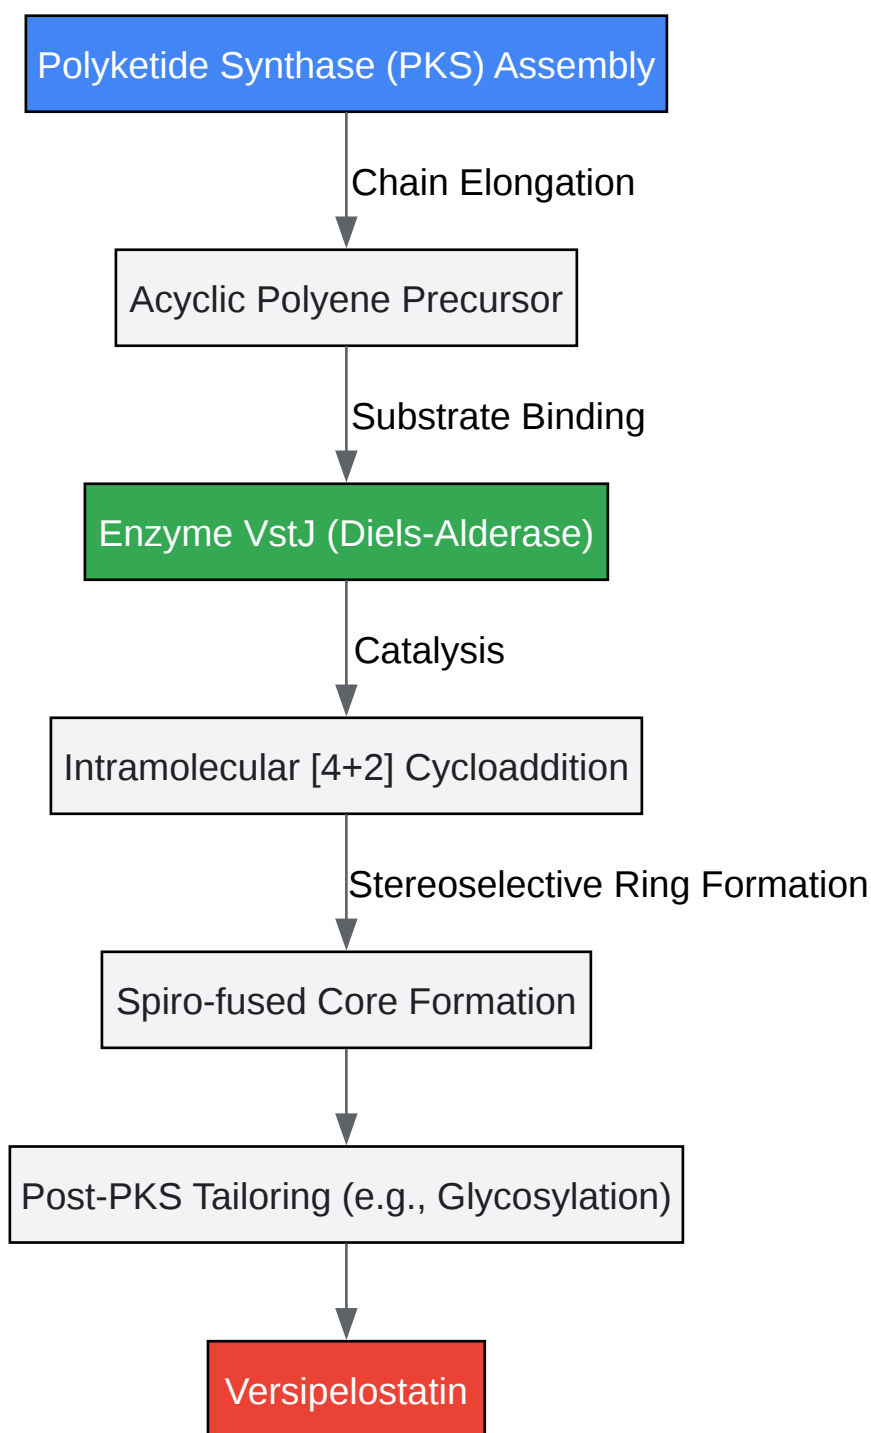 Polyketide Synthase (PKS) Assembly
Chain Elongation
Acyclic Polyene Precursor
Substrate Binding
Enzyme VstJ (Diels-Alderase)
Catalysis
Intramolecular [4+2] Cycloaddition
Stereoselective Ring Formation
Spiro-fused Core Formation
Post-PKS Tailoring (e.g., Glycosylation)
Versipelostatin